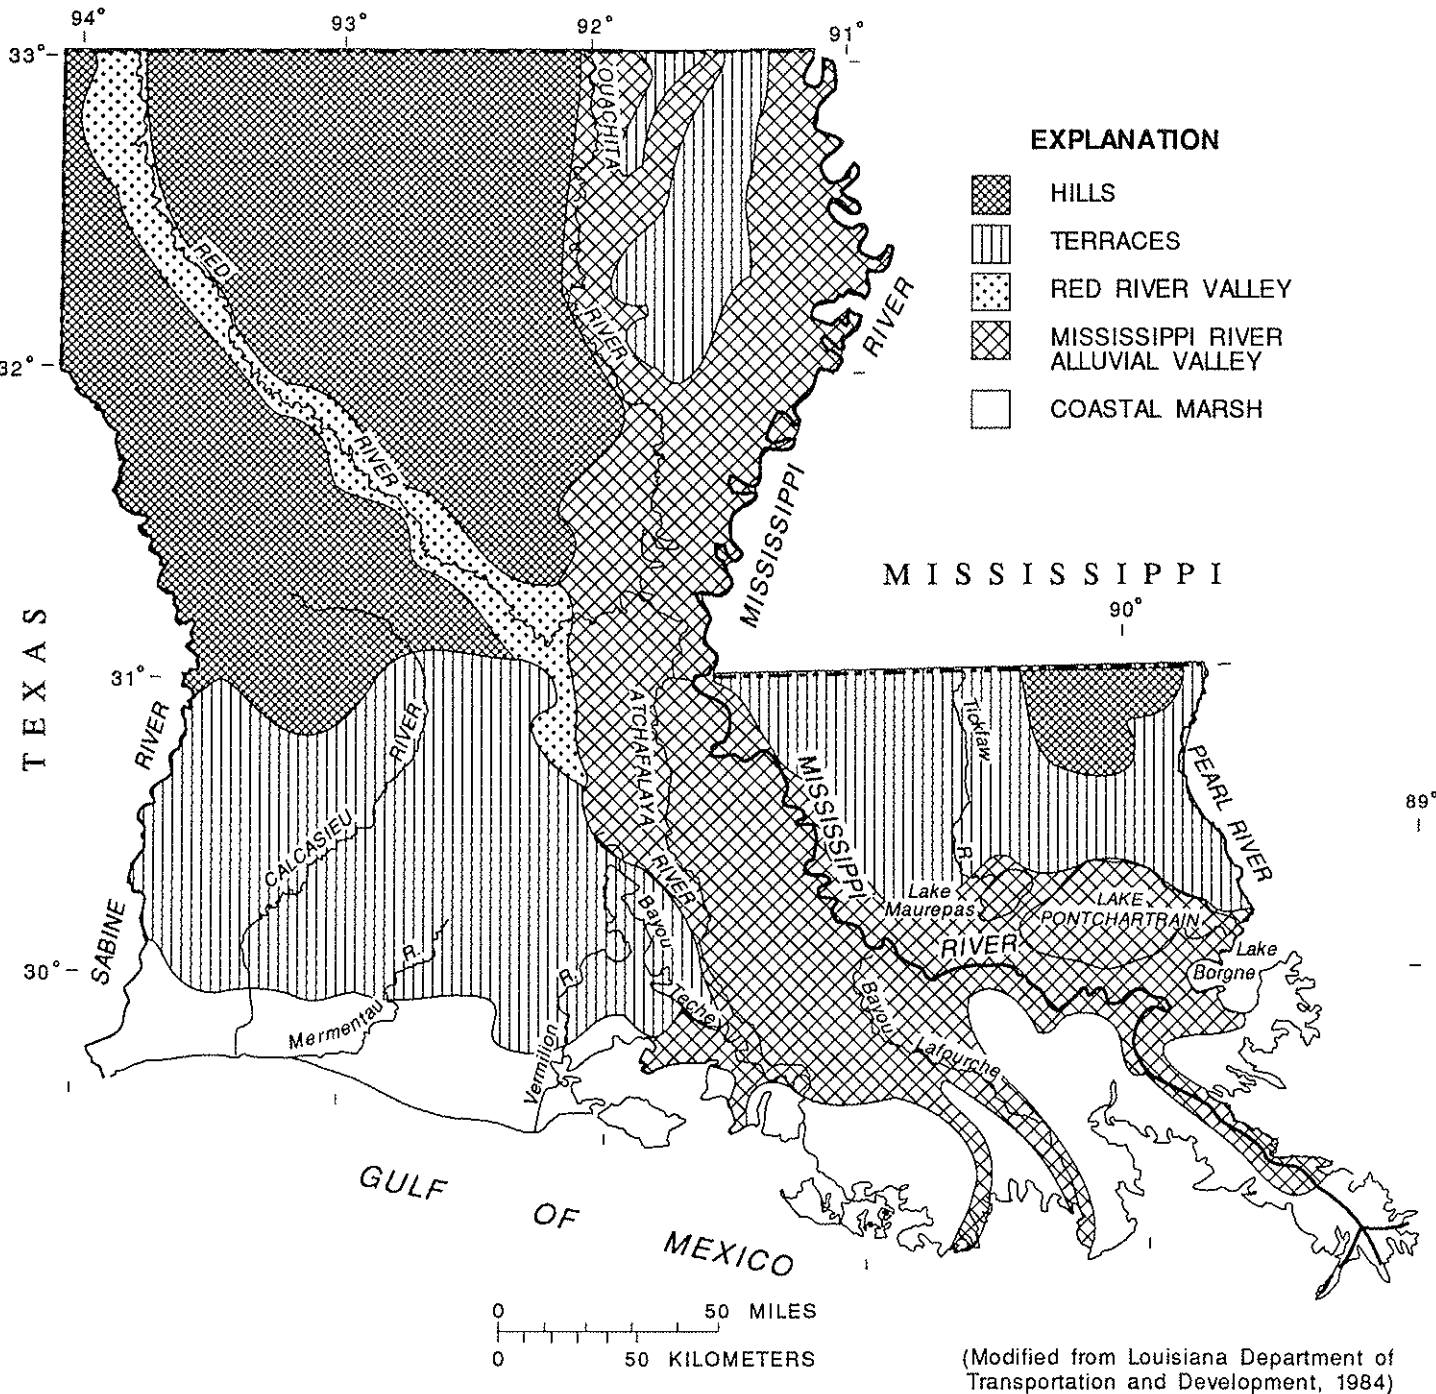 94°
93°
92°
91°
33°
OUACHITA
EXPLANATION
HILLS
TERRACES
RED RIVER VALLEY
MISSISSIPPI RIVER
ALLUVIAL VALLEY
COASTAL MARSH
RED
RIVER
RIVER
RIVER
32°
RIVER
MISSISSIPPI
MISSISSIPPI
90°
TEXAS
31°
SABINE
RIVER
CALCASIEU
RIVER
ATCHAFALAYA
RIVER
MISSISSIPPI
RIVER
Tickfaw
R.
PEARL RIVER
89°
Lake
Maurepas
LAKE
PONTCHARTRAIN
Lake
Borgne
30°
Mermentau
R.
Vermilion
R.
Bayou
Teche
Bayou
Lafourche
GULF
OF
MEXICO
0 50 MILES
0 50 KILOMETERS
(Modified from Louisiana Department of
Transportation and Development, 1984)